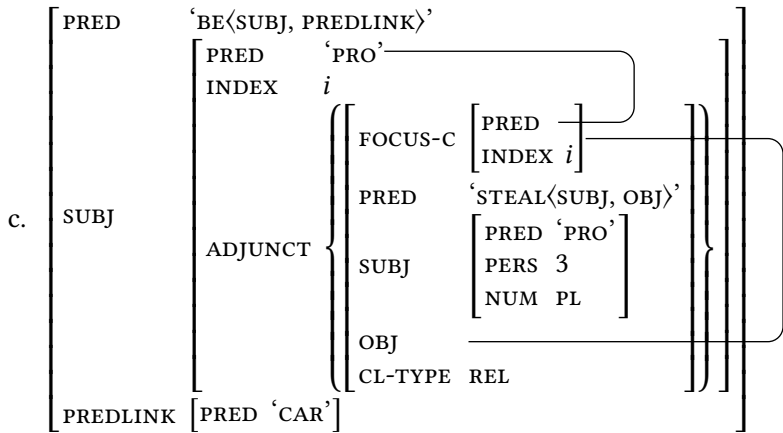 PRED ‘BE⟨SUBJ, PREDLINK⟩’
PRED ‘PRO’
INDEX i
FOCUS-C PRED
INDEX i
PRED ‘STEAL⟨SUBJ, OBJ⟩’
c. SUBJ
ADJUNCT
SUBJ
PRED ‘PRO’
PERS 3
NUM PL
OBJ
CL-TYPE REL
PREDLINK [PRED ‘CAR’]